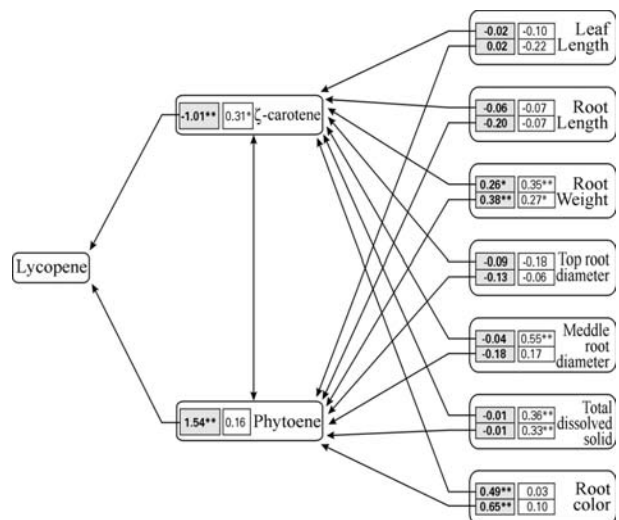 -0.02 -0.10 Leaf
0.02 -0.22 Length
-1.01** 0.31* ζ-carotene
-0.06 -0.07 Root
-0.20 -0.07 Length
0.26* 0.35** Root
0.38** 0.27* Weight
Lycopene
-0.09 -0.18 Top root
-0.13 -0.06 diameter
-0.04 0.55** Meddle
root
-0.18 0.17 diameter
1.54** 0.16 Phytoene
-0.01 0.36** Total
dissolved
-0.01 0.33** solid
0.49** 0.03 Root
0.65** 0.10 color